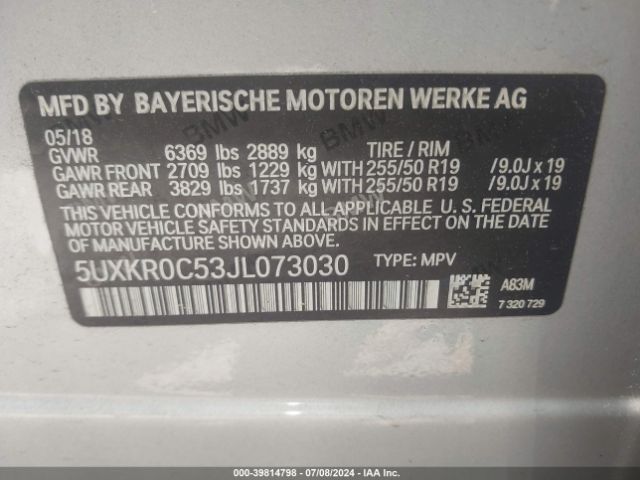 MFD BY BAYERISCHE MOTOREN WERKE AG
05/18
GVWR 6369 lbs 2889 kg TIRE / RIM
GAWR FRONT 2709 lbs 1229 kg WITH 255/50 R19 /9.0J x 19
GAWR REAR 3829 lbs 1737 kg WITH 255/50 R19 /9.0J x 19
THIS VEHICLE CONFORMS TO ALL APPLICABLE U. S. FEDERAL
MOTOR VEHICLE SAFETY STANDARDS IN EFFECT ON THE DATE
OF MANUFACTURE SHOWN ABOVE.
5UXKR0C53JL073030 TYPE: MPV
A83M
7 320 729
000-39814798 - 07/08/2024 - IAA Inc.